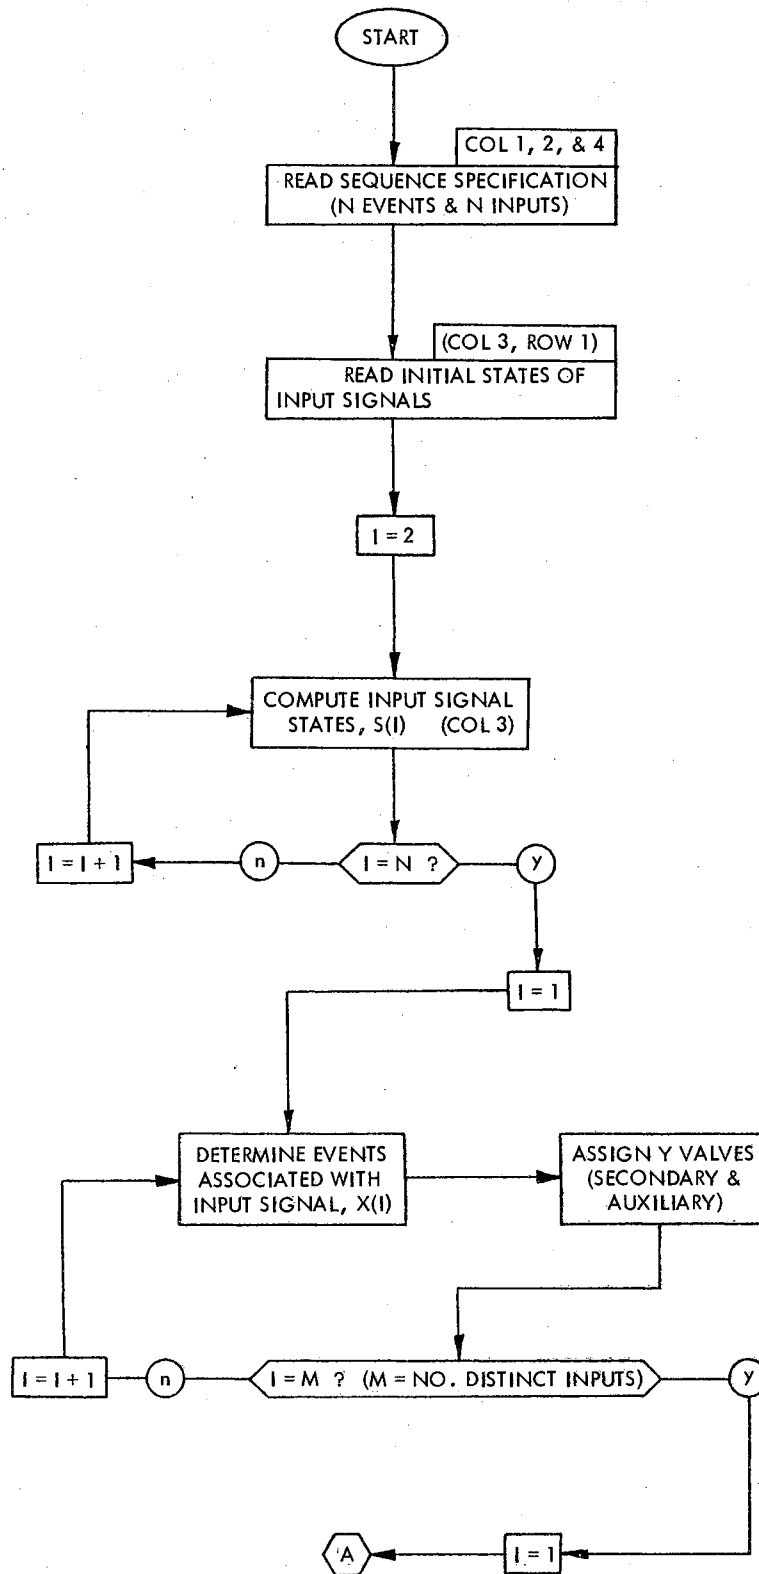 START
COL 1, 2, & 4
READ SEQUENCE SPECIFICATION
(N EVENTS & N INPUTS)
(COL 3, ROW 1)
READ INITIAL STATES OF
INPUT SIGNALS
I = 2
COMPUTE INPUT SIGNAL
STATES, S(I) (COL 3)
I = I + 1
n
I = N ?
y
I = 1
DETERMINE EVENTS
ASSOCIATED WITH
INPUT SIGNAL, X(I)
ASSIGN Y VALVES
(SECONDARY &
AUXILIARY)
I = I + 1
n
I = M ? (M = NO. DISTINCT INPUTS)
y
A
I = 1